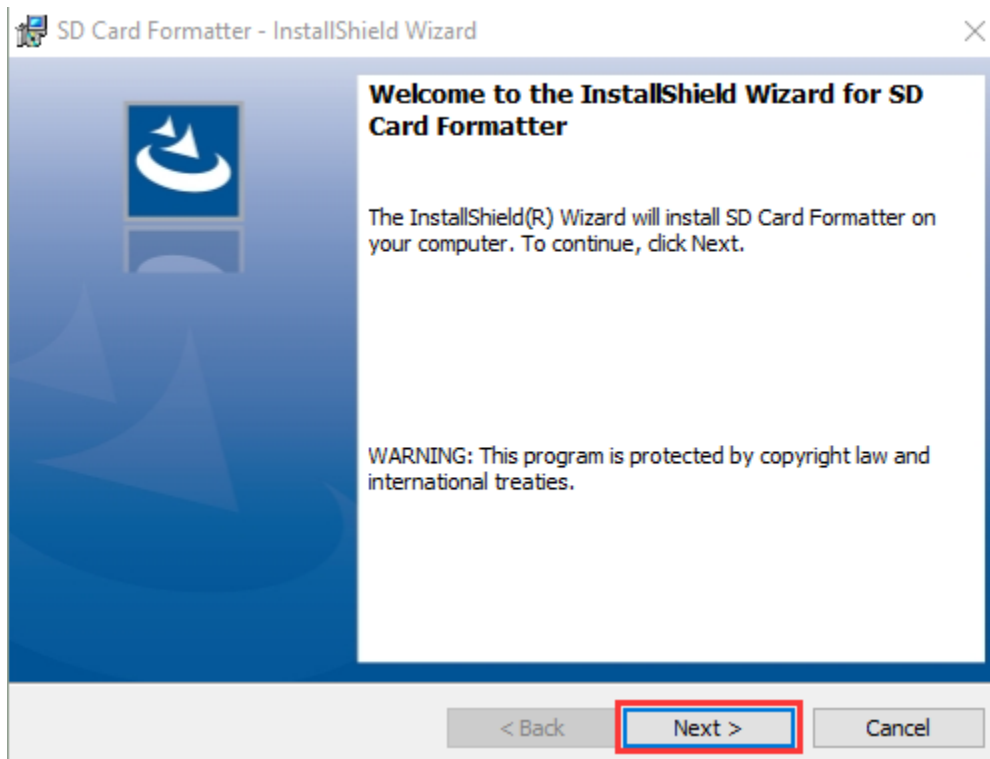 SD Card Formatter - InstallShield Wizard
Welcome to the InstallShield Wizard for SD
Card Formatter
The InstallShield(R) Wizard will install SD Card Formatter on
your computer. To continue, click Next.
WARNING: This program is protected by copyright law and
international treaties.
< Back
Next >
Cancel